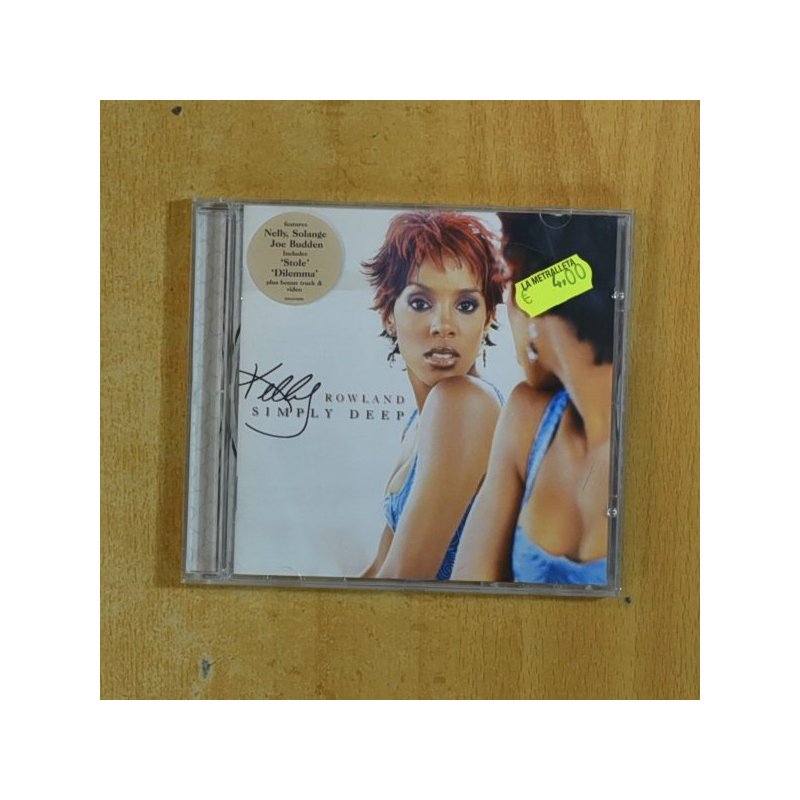 features
Nelly, Solange
Joe Budden
Includes
'Stole'
'Dilemma'
plus bonus track &
video
LA METRALLETA
€ 4.00
Kelly ROWLAND
SIMPLY DEEP